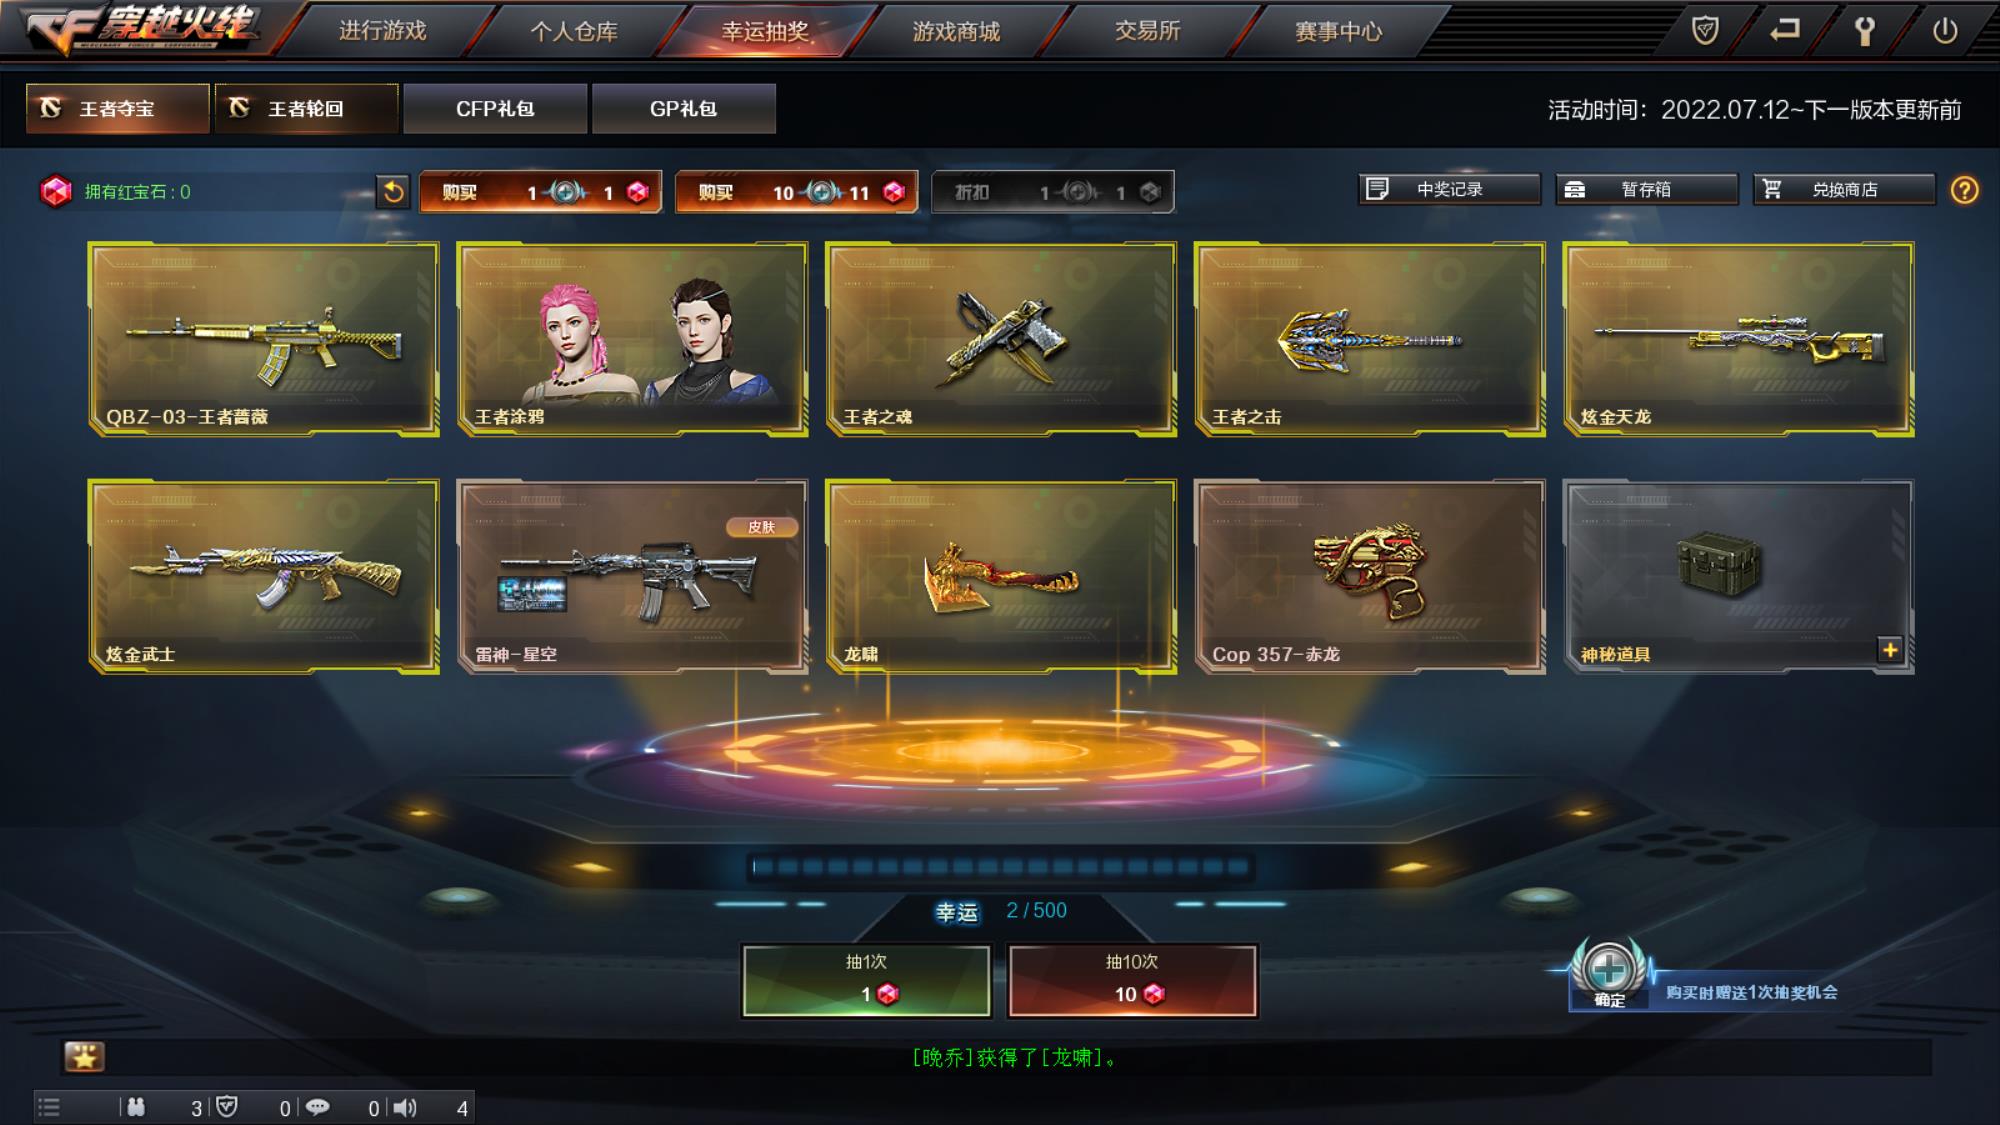 穿越火线
MERCENARY FORCES CORPORATION
进行游戏
个人仓库
幸运抽奖
游戏商城
交易所
赛事中心
王者夺宝
王者轮回
CFP礼包
GP礼包
活动时间：2022.07.12~下一版本更新前
拥有红宝石：0
购买 1 1
购买 10 11
折扣 1 1
中奖记录
暂存箱
兑换商店
QBZ-03-王者蔷薇
王者涂鸦
王者之魂
王者之击
炫金天龙
炫金武士
皮肤
雷神-星空
龙啸
Cop 357-赤龙
神秘道具
幸运 2 / 500
抽1次
1
抽10次
10
确定
购买时赠送1次抽奖机会
[晚乔]获得了[龙啸]。
3 0 0 4